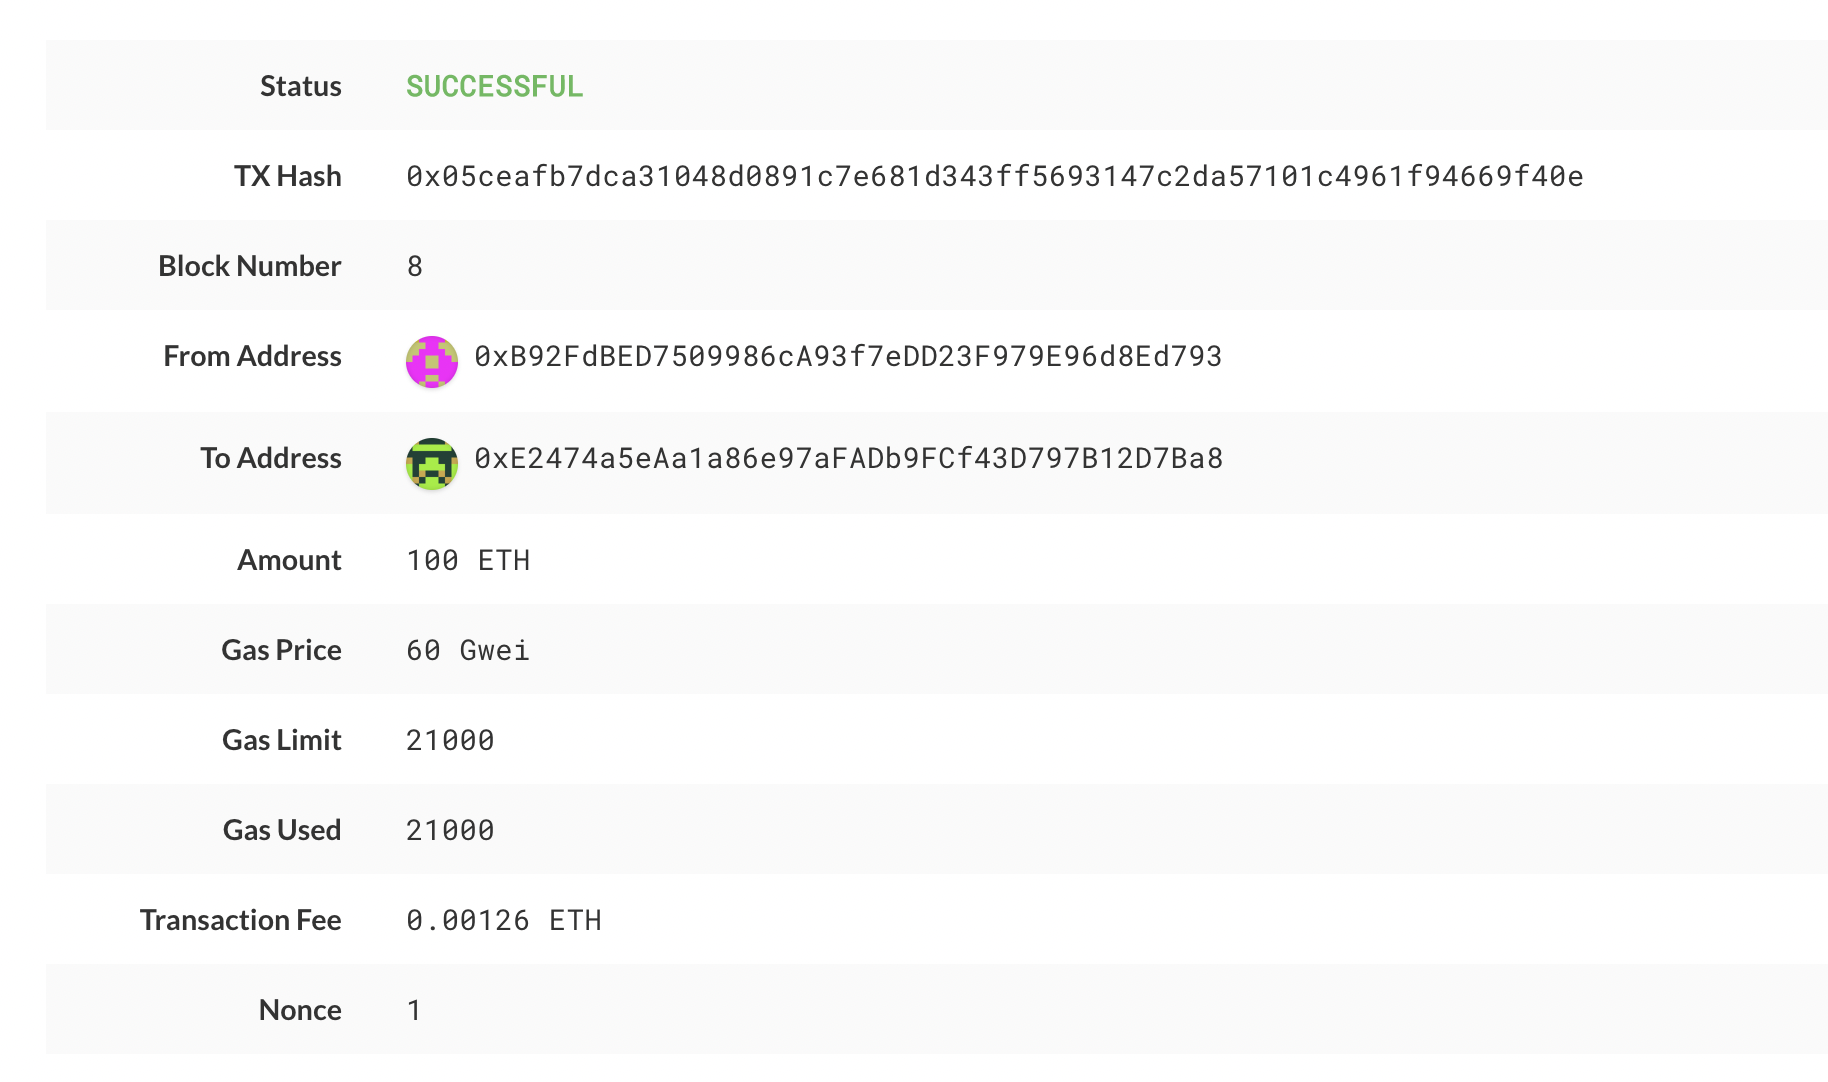 Status SUCCESSFUL
TX Hash 0x05ceafb7dca31048d0891c7e681d343ff5693147c2da57101c4961f94669f40e
Block Number 8
From Address 0xB92FdBED7509986cA93f7eDD23F979E96d8Ed793
To Address 0xE2474a5eAa1a86e97aFADb9FCf43D797B12D7Ba8
Amount 100 ETH
Gas Price 60 Gwei
Gas Limit 21000
Gas Used 21000
Transaction Fee 0.00126 ETH
Nonce 1